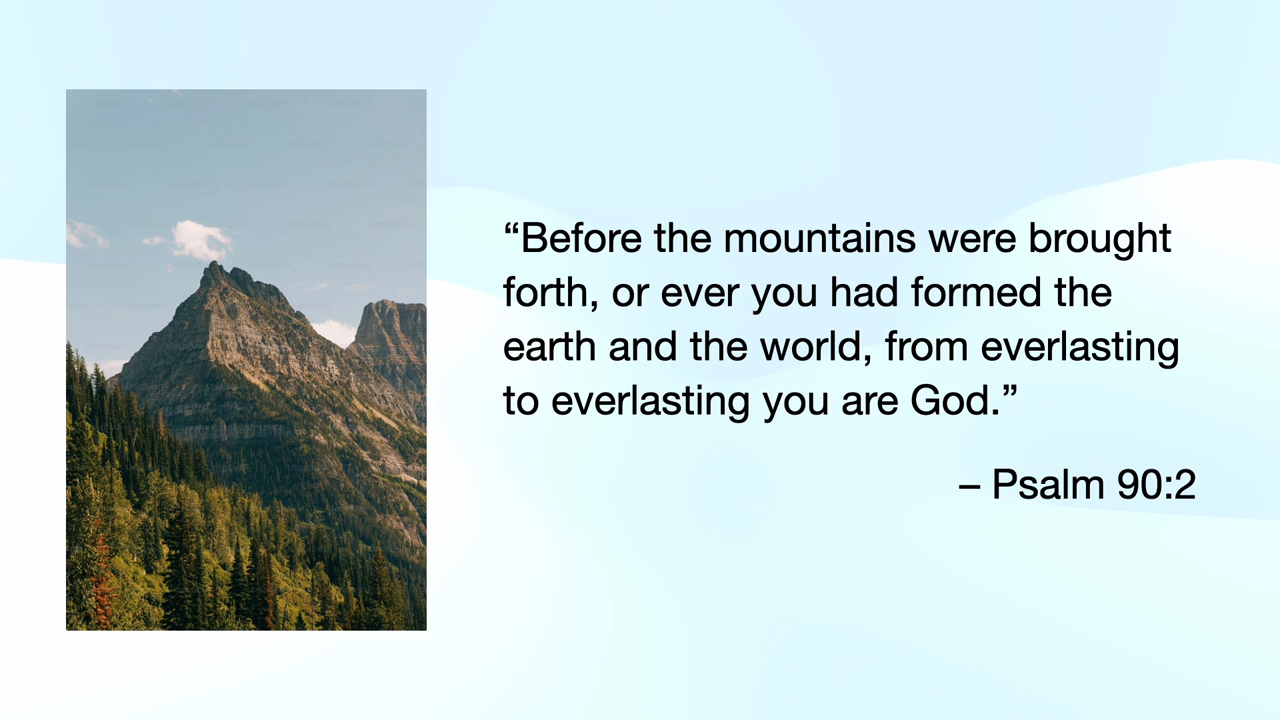 “Before the mountains were brought
forth, or ever you had formed the
earth and the world, from everlasting
to everlasting you are God.”
– Psalm 90:2